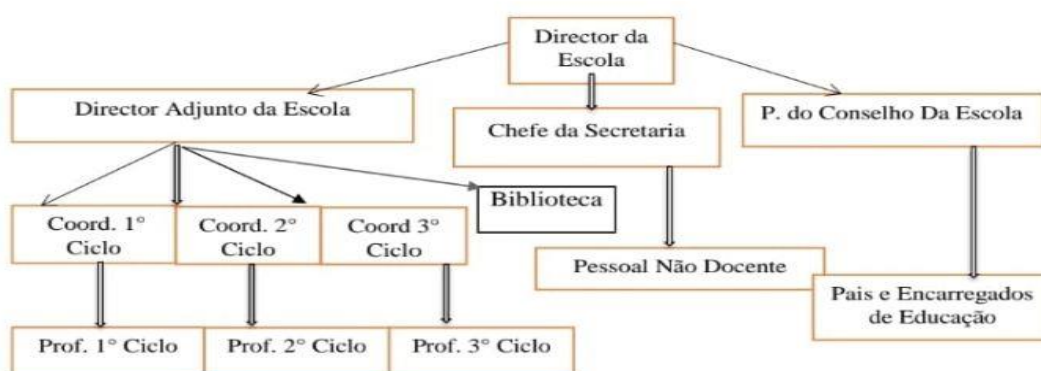 Director da
Escola
Director Adjunto da Escola
Chefe da Secretaria
P. do Conselho Da Escola
Biblioteca
Coord. 1°
Ciclo
Coord. 2°
Ciclo
Coord 3°
Ciclo
Pessoal Não Docente
Pais e Encarregados
de Educação
Prof. 1° Ciclo
Prof. 2° Ciclo
Prof. 3° Ciclo